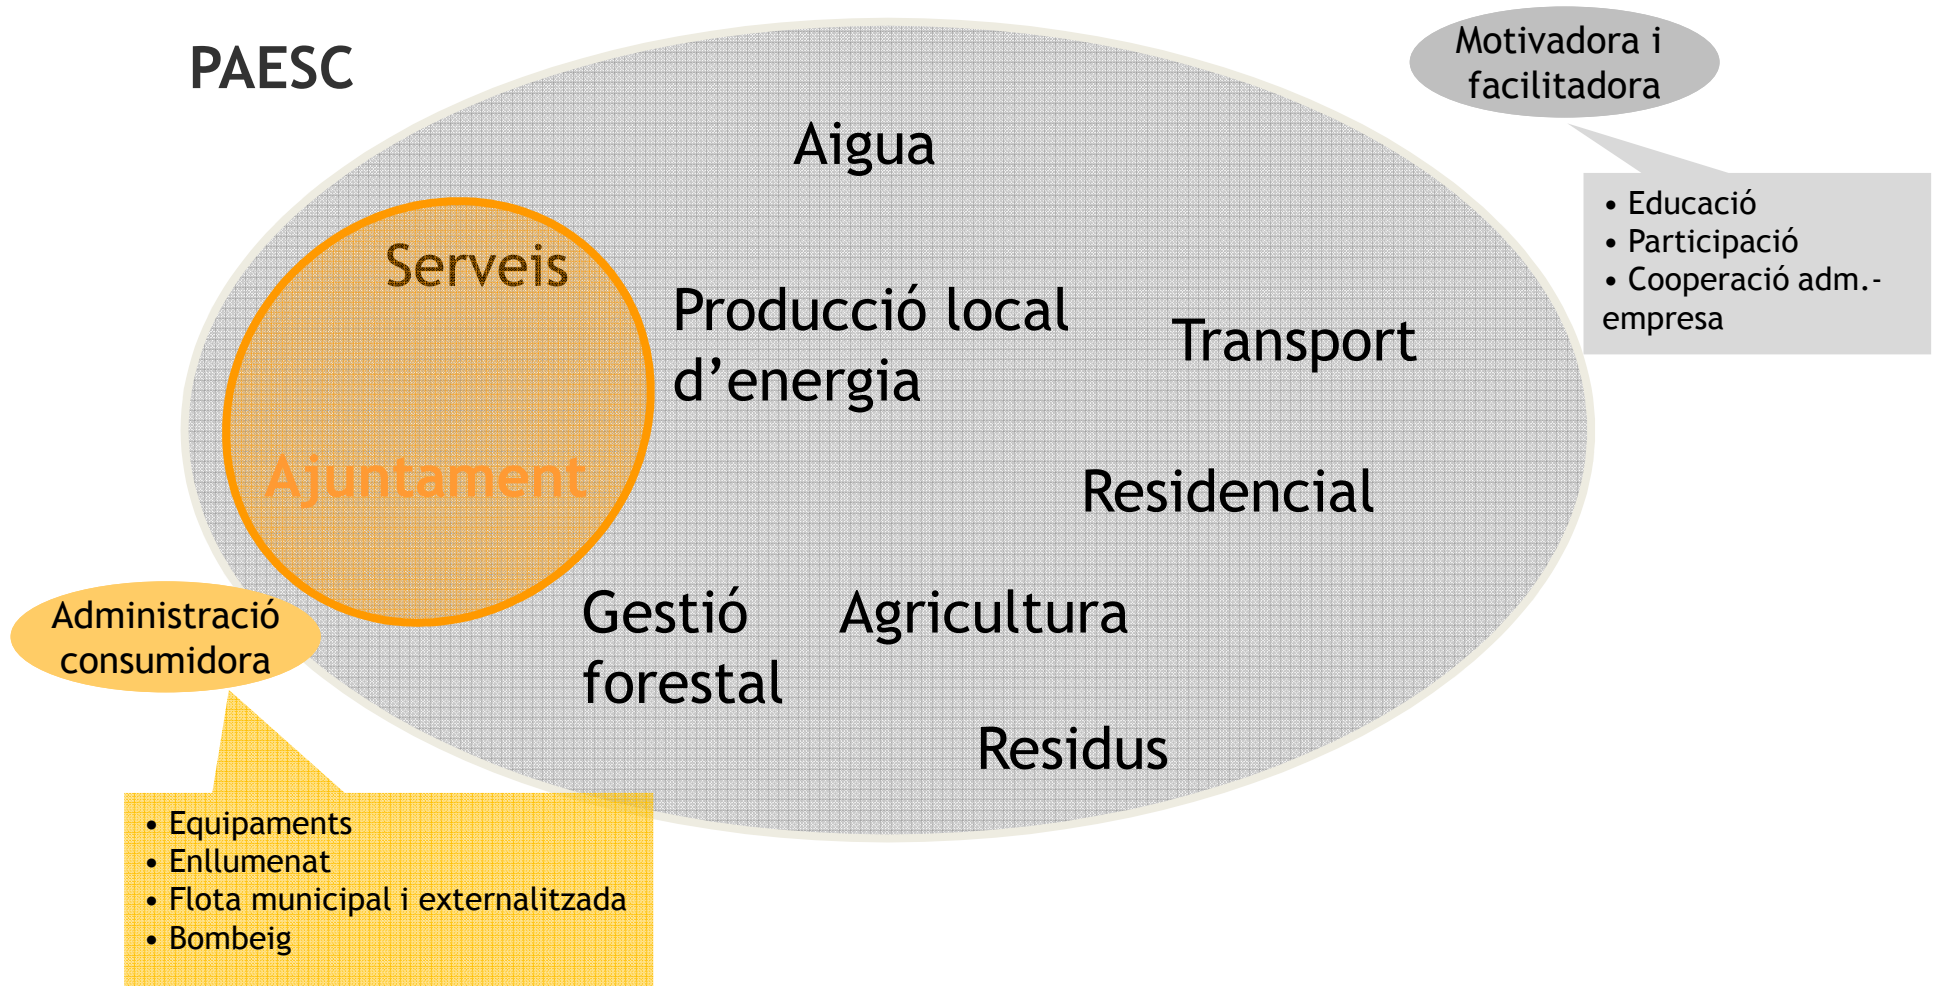 PAESC
Motivadora i
facilitadora
Aigua
• Educació
• Participació
• Cooperació adm.-
empresa
Serveis
Producció local
d’energia
Transport
Ajuntament
Residencial
Administració
consumidora
Gestió
forestal
Agricultura
Residus
• Equipaments
• Enllumenat
• Flota municipal i externalitzada
• Bombeig